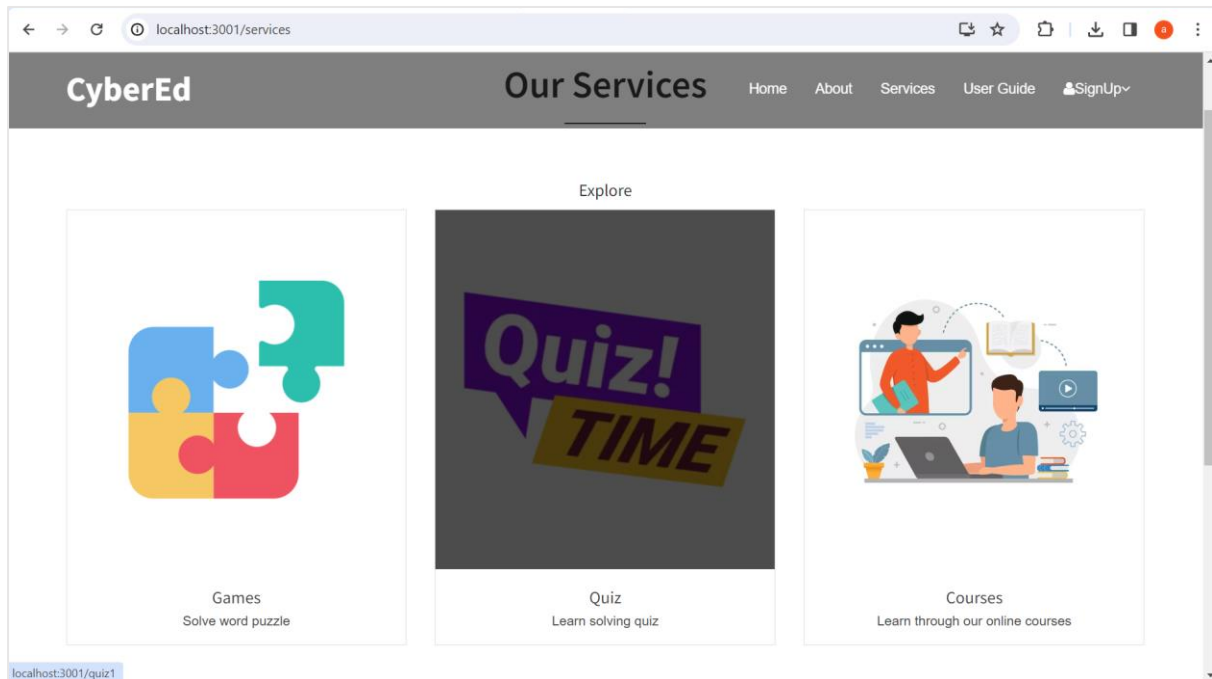 localhost:3001/services
a
CyberEd
Our Services
Home About Services User Guide SignUp
Explore
Quiz!
TIME
Games
Solve word puzzle
Quiz
Learn solving quiz
Courses
Learn through our online courses
localhost:3001/quiz1